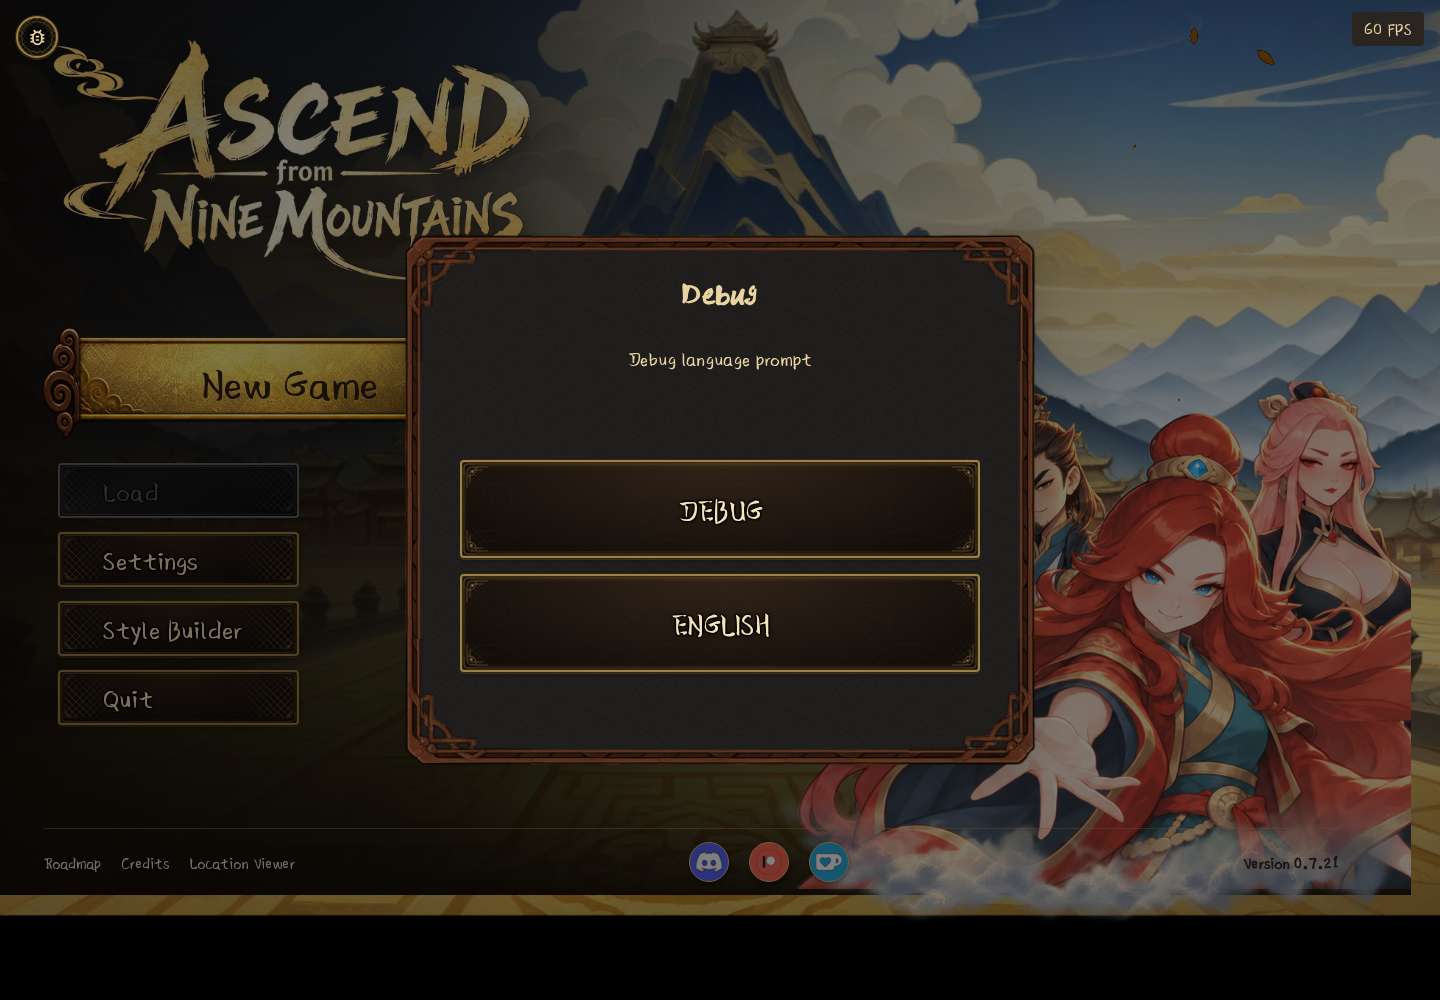 60 FPS
ASCEND
from
NINE MOUNTAINS
Debug
Debug language prompt
New Game
Load
DEBUG
Settings
ENGLISH
Style Builder
Quit
Roadmap Credits Location Viewer
Version 0.7.21